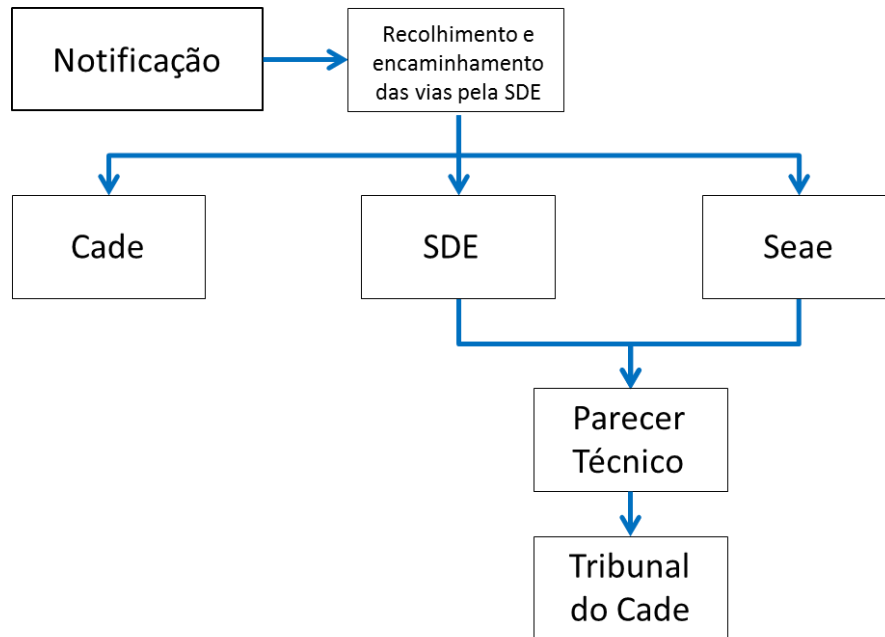 Notificação
Recolhimento e
encaminhamento
das vias pela SDE
Cade
SDE
Seae
Parecer
Técnico
Tribunal
do Cade